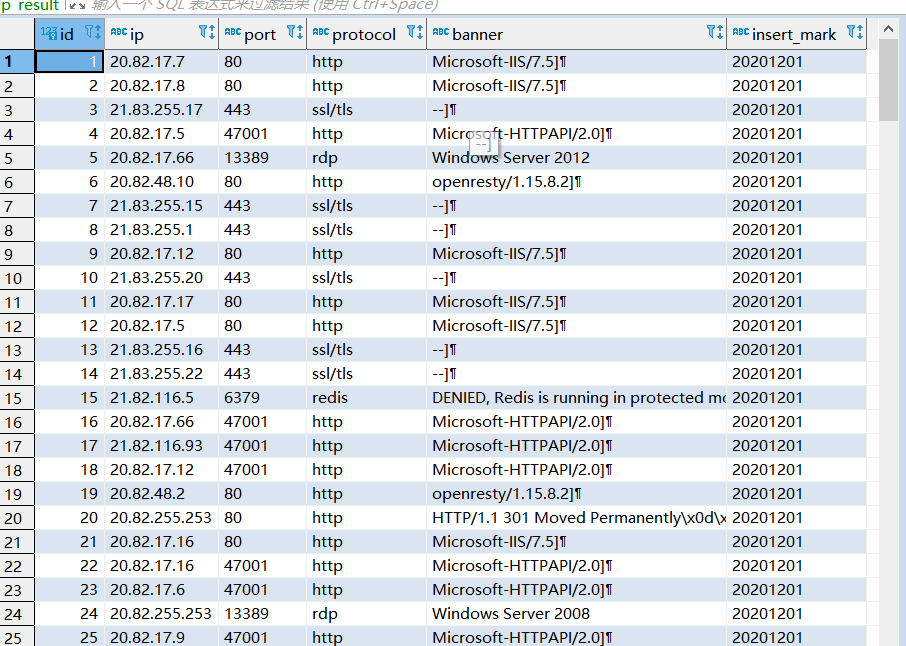 p result 输入一个 SQL 表达式来过滤结果 (使用 Ctrl+Space)
123 id ABC ip ABC port ABC protocol ABC banner ABC insert_mark
1 1 20.82.17.7 80 http Microsoft-IIS/7.5]¶ 20201201
2 2 20.82.17.8 80 http Microsoft-IIS/7.5]¶ 20201201
3 3 21.83.255.17 443 ssl/tls --]¶ 20201201
4 4 20.82.17.5 47001 http Microsoft-HTTPAPI/2.0]¶ 20201201
--]
5 5 20.82.17.66 13389 rdp Windows Server 2012 20201201
6 6 20.82.48.10 80 http openresty/1.15.8.2]¶ 20201201
7 7 21.83.255.15 443 ssl/tls --]¶ 20201201
8 8 21.83.255.1 443 ssl/tls --]¶ 20201201
9 9 20.82.17.12 80 http Microsoft-IIS/7.5]¶ 20201201
10 10 21.83.255.20 443 ssl/tls --]¶ 20201201
11 11 20.82.17.17 80 http Microsoft-IIS/7.5]¶ 20201201
12 12 20.82.17.5 80 http Microsoft-IIS/7.5]¶ 20201201
13 13 21.83.255.16 443 ssl/tls --]¶ 20201201
14 14 21.83.255.22 443 ssl/tls --]¶ 20201201
15 15 21.82.116.5 6379 redis DENIED, Redis is running in protected mo 20201201
16 16 20.82.17.66 47001 http Microsoft-HTTPAPI/2.0]¶ 20201201
17 17 21.82.116.93 47001 http Microsoft-HTTPAPI/2.0]¶ 20201201
18 18 20.82.17.12 47001 http Microsoft-HTTPAPI/2.0]¶ 20201201
19 19 20.82.48.2 80 http openresty/1.15.8.2]¶ 20201201
20 20 20.82.255.253 80 http HTTP/1.1 301 Moved Permanently\x0d\x 20201201
21 21 20.82.17.16 80 http Microsoft-IIS/7.5]¶ 20201201
22 22 20.82.17.16 47001 http Microsoft-HTTPAPI/2.0]¶ 20201201
23 23 20.82.17.6 47001 http Microsoft-HTTPAPI/2.0]¶ 20201201
24 24 20.82.255.253 13389 rdp Windows Server 2008 20201201
25 25 20.82.17.9 47001 http Microsoft-HTTPAPI/2.0]¶ 20201201